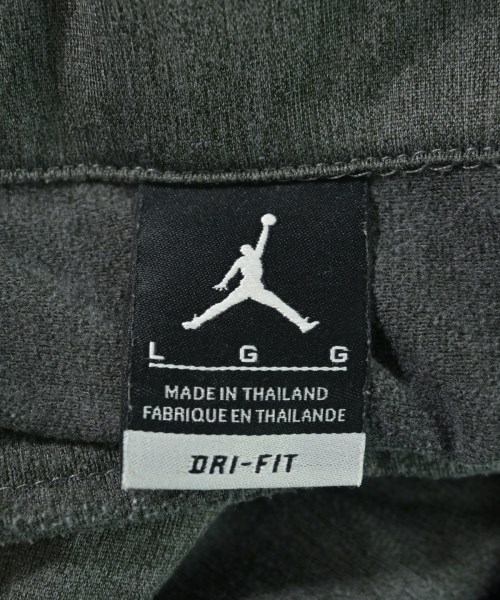 L G G
MADE IN THAILAND
FABRIQUE EN THAILANDE
DRI-FIT